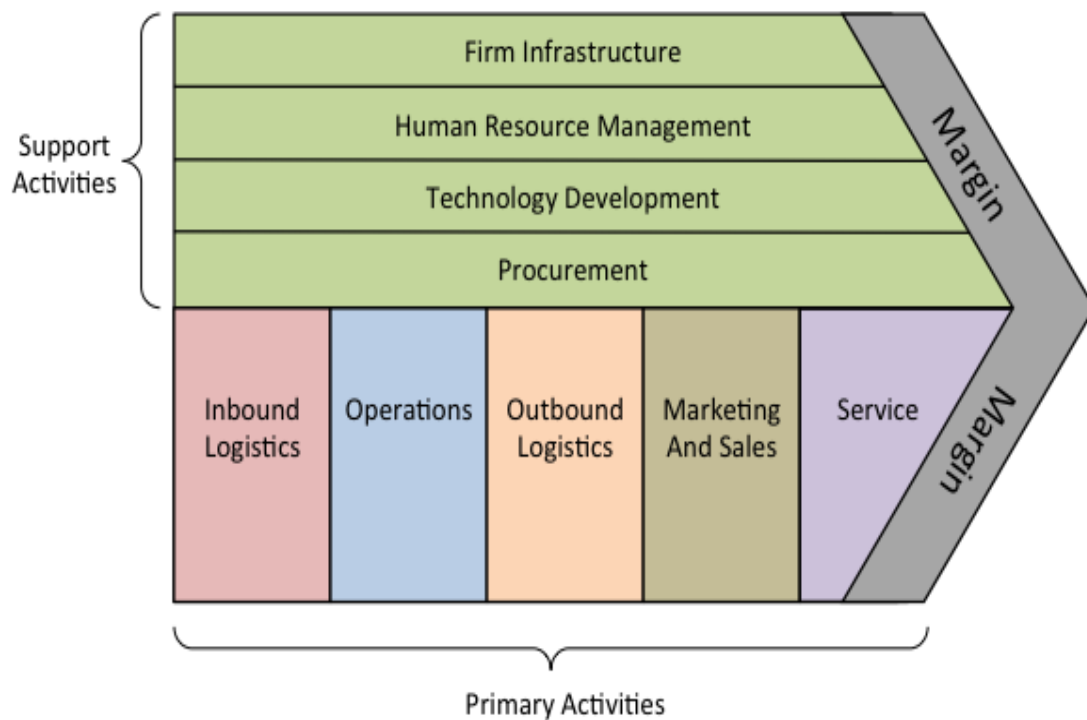 Support
Activities
Firm Infrastructure
Human Resource Management
Technology Development
Procurement
Margin
Inbound
Logistics
Operations
Outbound
Logistics
Marketing
And Sales
Service
Margin
Primary Activities